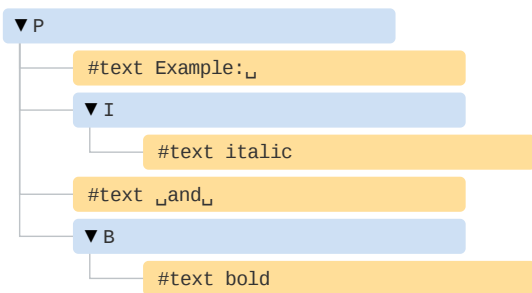 ▼ P
#text Example:␣
▼ I
#text italic
#text ␣and␣
▼ B
#text bold